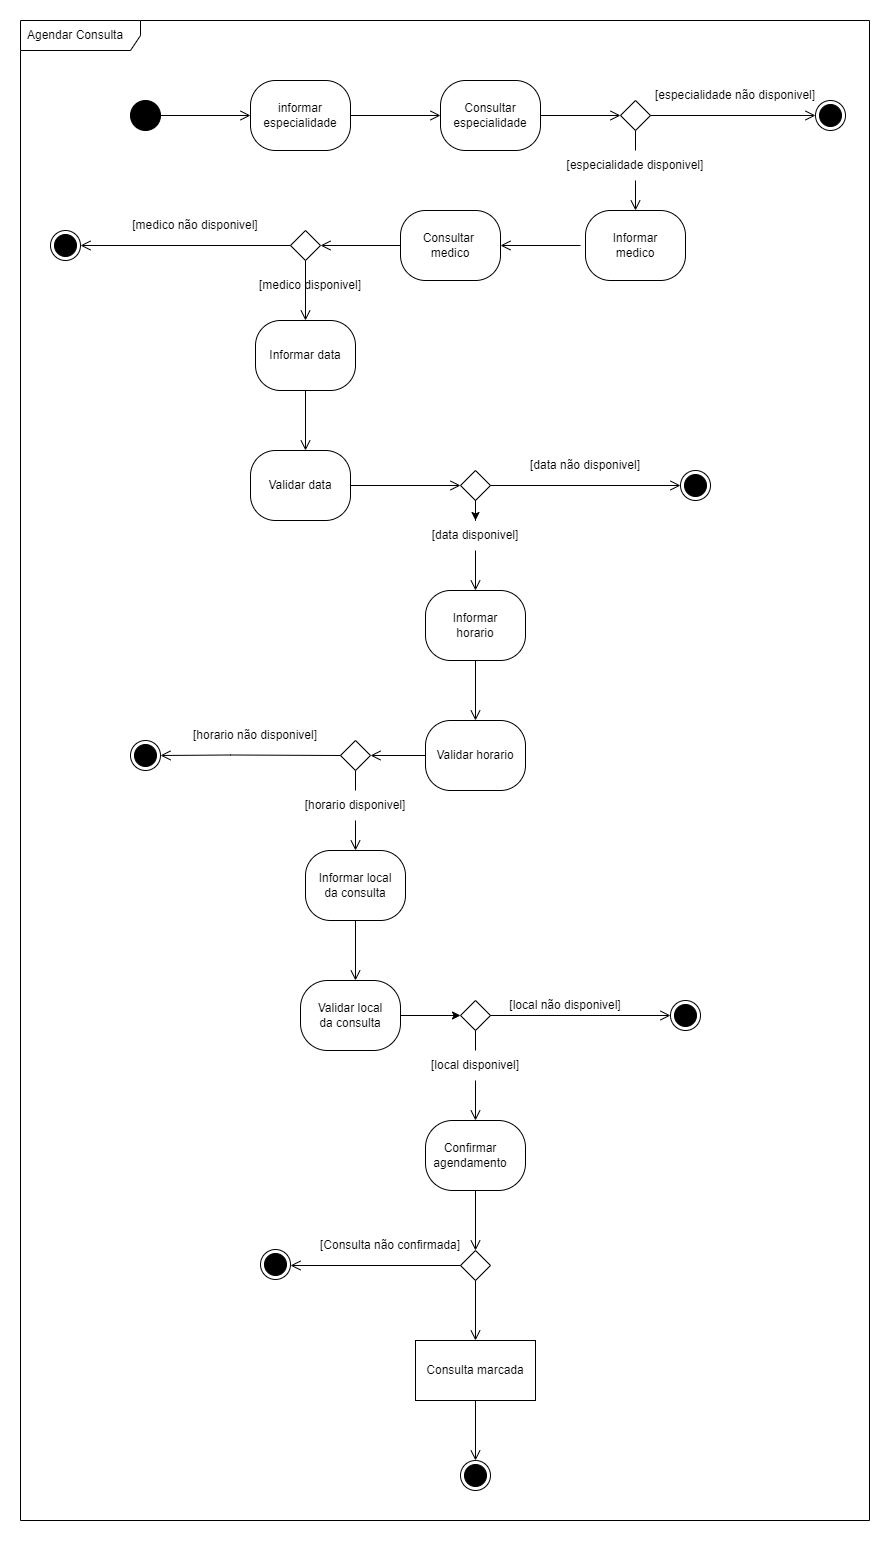 Agendar Consulta
informar
especialidade
Consultar
especialidade
[especialidade não disponivel]
[especialidade disponivel]
[medico não disponivel]
Consultar
medico
Informar
medico
[medico disponivel]
Informar data
Validar data
[data não disponivel]
[data disponivel]
Informar
horario
[horario não disponivel]
Validar horario
[horario disponivel]
Informar local
da consulta
Validar local
da consulta
[local não disponivel]
[local disponivel]
Confirmar
agendamento
[Consulta não confirmada]
Consulta marcada